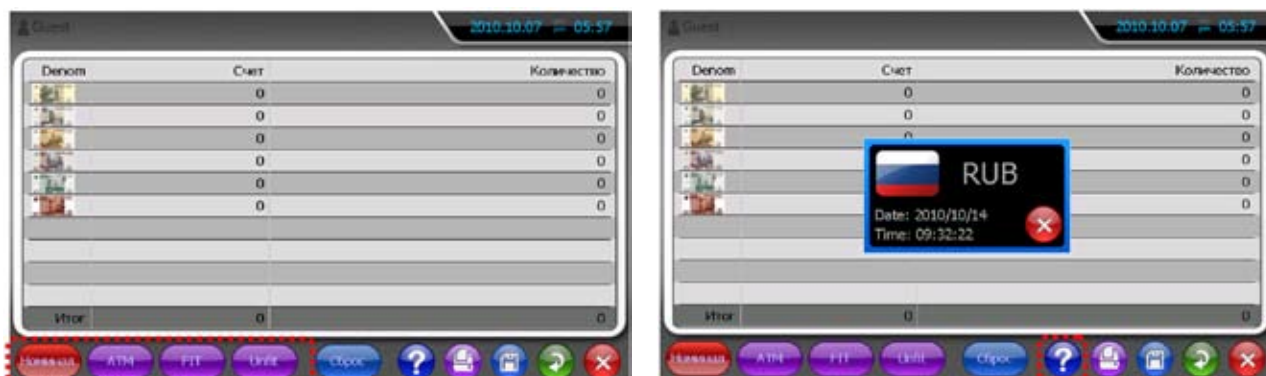 Guest
2010.10.07 05:57
Denom Счет Количество
0 0
0 0
0 0
0 0
0 0
0 0
Итог 0 0
ATM FIT Unfit Сброс ?
Guest
2010.10.07 05:57
Denom Счет Количество
0 0
0 0
0 0
0
0
0
RUB
Date: 2010/10/14
Time: 09:32:22
Итог 0 0
ATM FIT Unfit Сброс ?